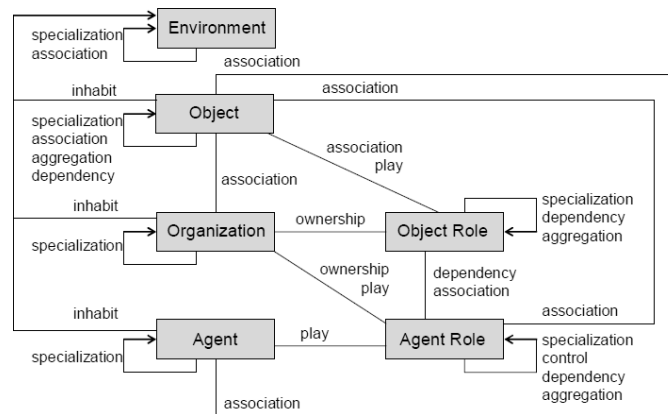 Environment
specialization
association
association
inhabit
association
Object
specialization
association
aggregation
dependency
association
play
association
inhabit
Organization
ownership
Object Role
specialization
dependency
aggregation
specialization
ownership
play
dependency
association
inhabit
association
Agent
play
Agent Role
specialization
specialization
control
dependency
aggregation
association